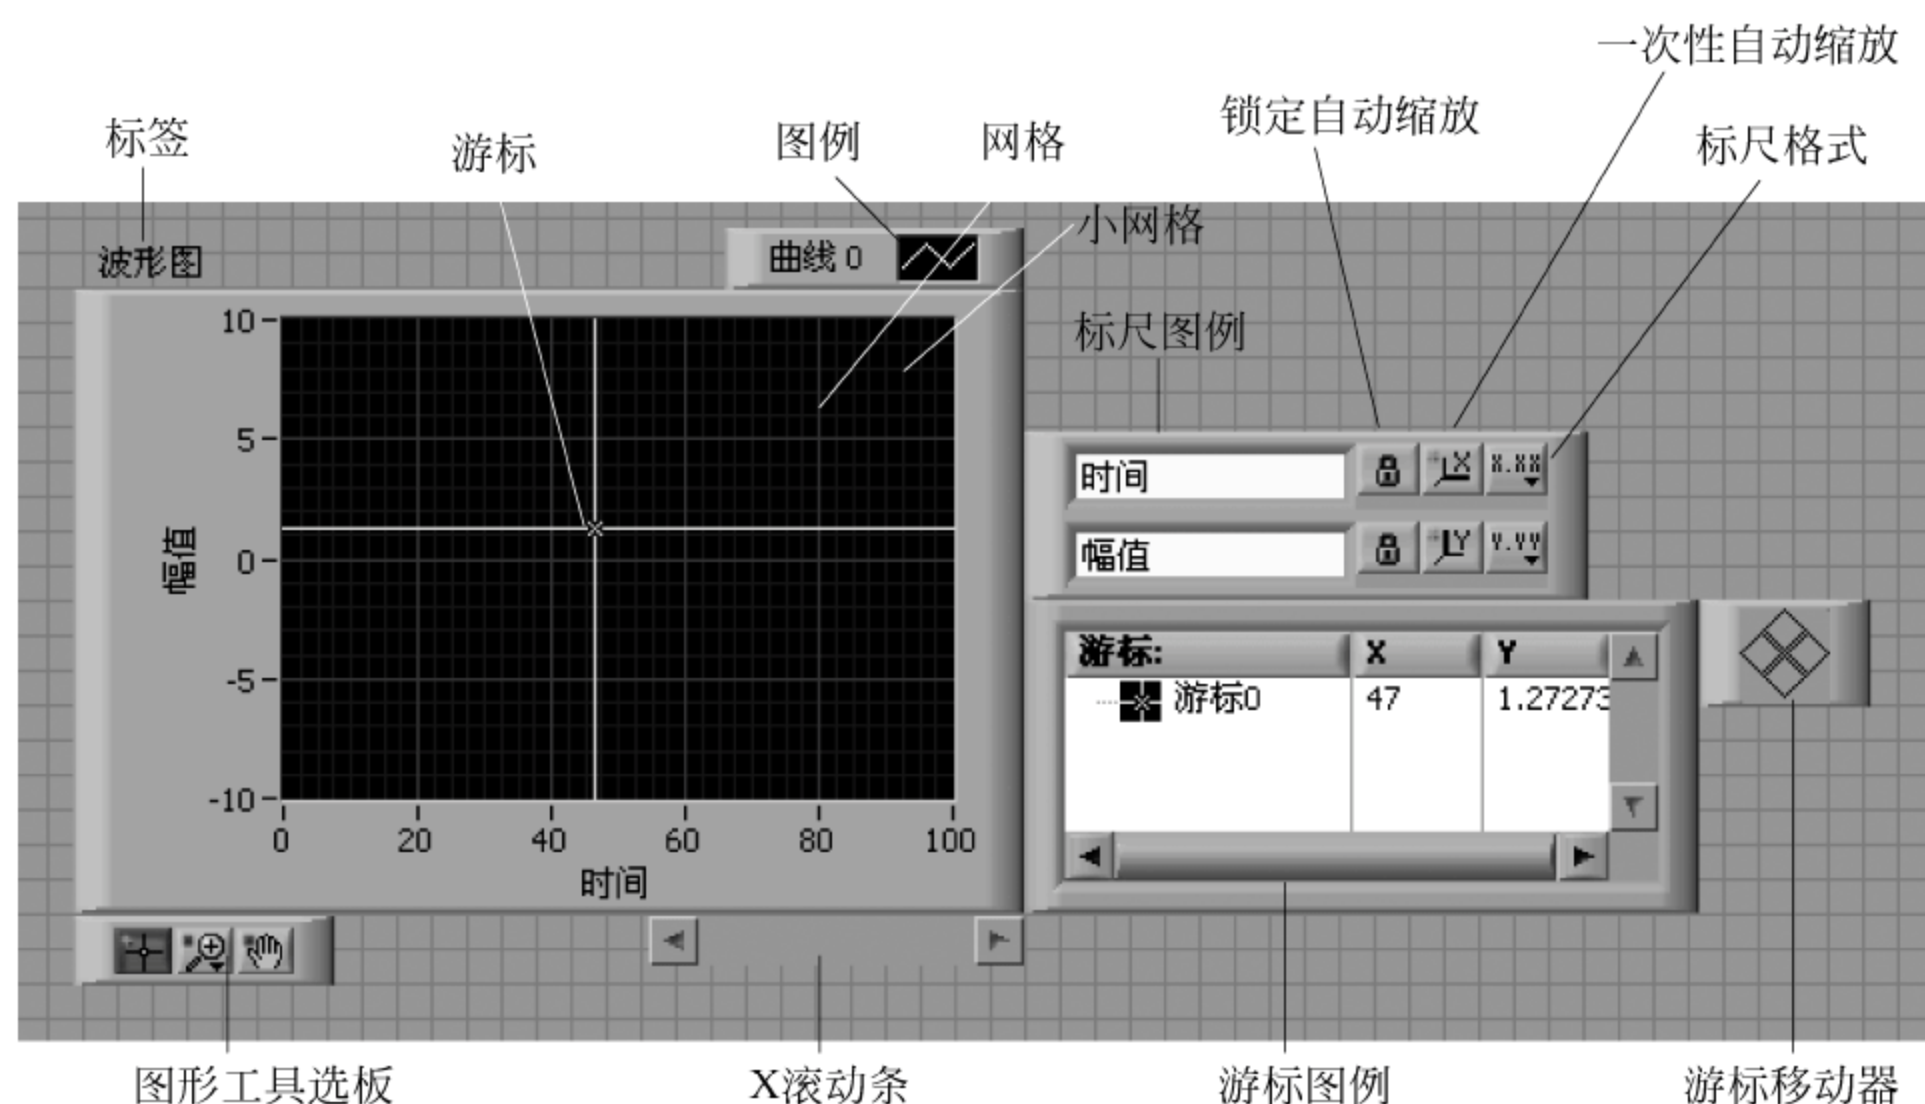 一次性自动缩放
锁定自动缩放
标签
游标
图例
网格
标尺格式
小网格
波形图
曲线 0
标尺图例
10
5
0
-5
-10
幅值
0 20 40 60 80 100
时间
时间
X.XX
幅值
Y.YY
游标: X Y
游标0 47 1.27273
图形工具选板
X滚动条
游标图例
游标移动器